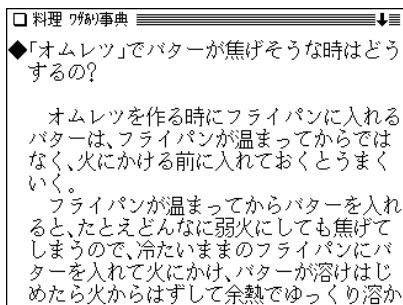 料理 ワザあり事典
◆「オムレツ」でバターが焦げそうな時はどう
するの?
オムレツを作る時にフライパンに入れる
バターは、フライパンが温まってからでは
なく、火にかける前に入れておくとうまく
いく。
フライパンが温まってからバターを入れ
ると、たとえどんなに弱火にしても焦げて
しまうので、冷たいままのフライパンにバ
ターを入れて火にかけ、バターが溶けはじ
めたら火からはずして余熱でゆっくり溶か